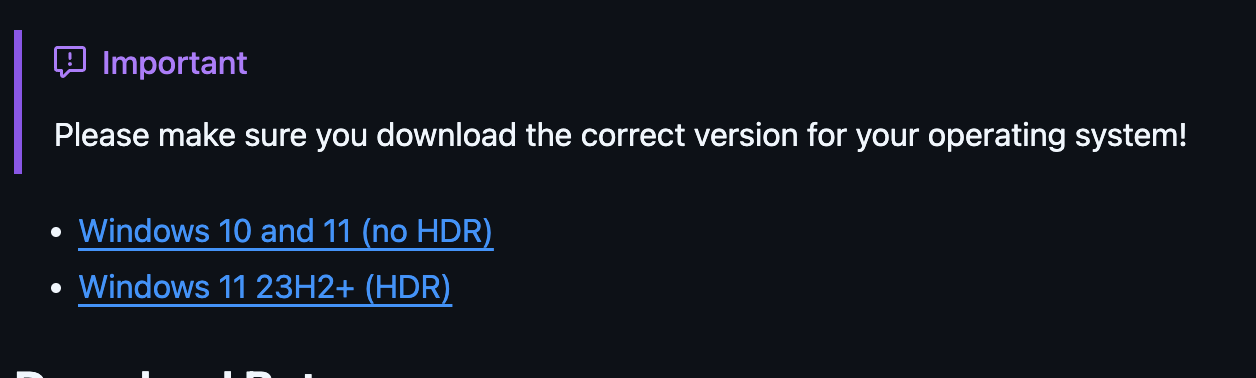 Important
Please make sure you download the correct version for your operating system!
Windows 10 and 11 (no HDR)
Windows 11 23H2+ (HDR)